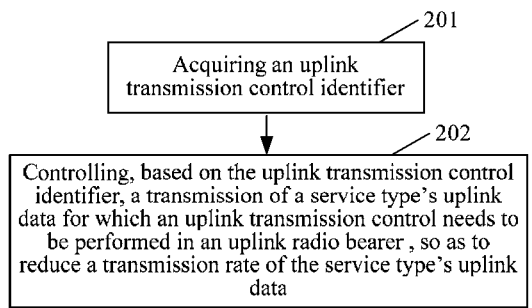 201
Acquiring an uplink
transmission control identifier
202
Controlling, based on the uplink transmission control
identifier, a transmission of a service type's uplink
data for which an uplink transmission control needs to
be performed in an uplink radio bearer , so as to
reduce a transmission rate of the service type's uplink
data